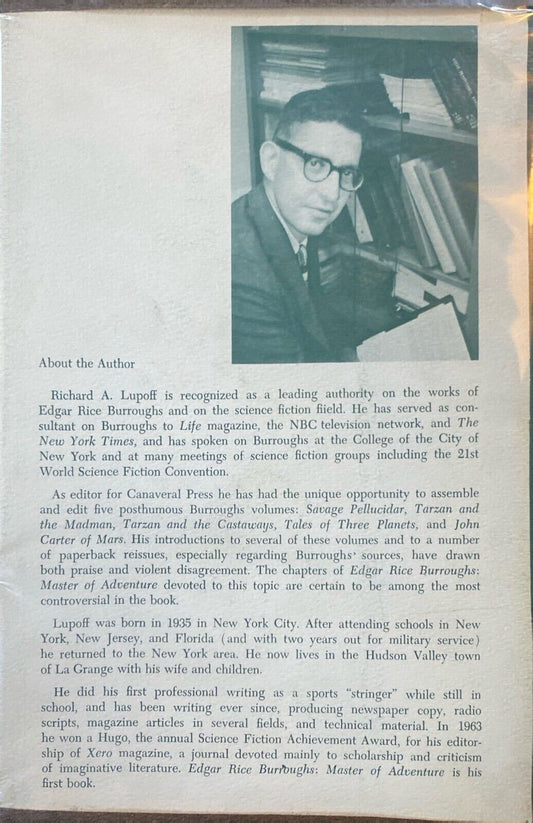 About the Author
Richard A. Lupoff is recognized as a leading authority on the works of
Edgar Rice Burroughs and on the science fiction fiield. He has served as con-
sultant on Burroughs to Life magazine, the NBC television network, and The
New York Times, and has spoken on Burroughs at the College of the City of
New York and at many meetings of science fiction groups including the 21st
World Science Fiction Convention.
As editor for Canaveral Press he has had the unique opportunity to assemble
and edit five posthumous Burroughs volumes: Savage Pellucidar, Tarzan and
the Madman, Tarzan and the Castaways, Tales of Three Planets, and John
Carter of Mars. His introductions to several of these volumes and to a number
of paperback reissues, especially regarding Burroughs' sources, have drawn
both praise and violent disagreement. The chapters of Edgar Rice Burroughs:
Master of Adventure devoted to this topic are certain to be among the most
controversial in the book.
Lupoff was born in 1935 in New York City. After attending schools in New
York, New Jersey, and Florida (and with two years out for military service)
he returned to the New York area. He now lives in the Hudson Valley town
of La Grange with his wife and children.
He did his first professional writing as a sports "stringer" while still in
school, and has been writing ever since, producing newspaper copy, radio
scripts, magazine articles in several fields, and technical material. In 1963
he won a Hugo, the annual Science Fiction Achievement Award, for his editor-
ship of Xero magazine, a journal devoted mainly to scholarship and criticism
of imaginative literature. Edgar Rice Burroughs: Master of Adventure is his
first book.